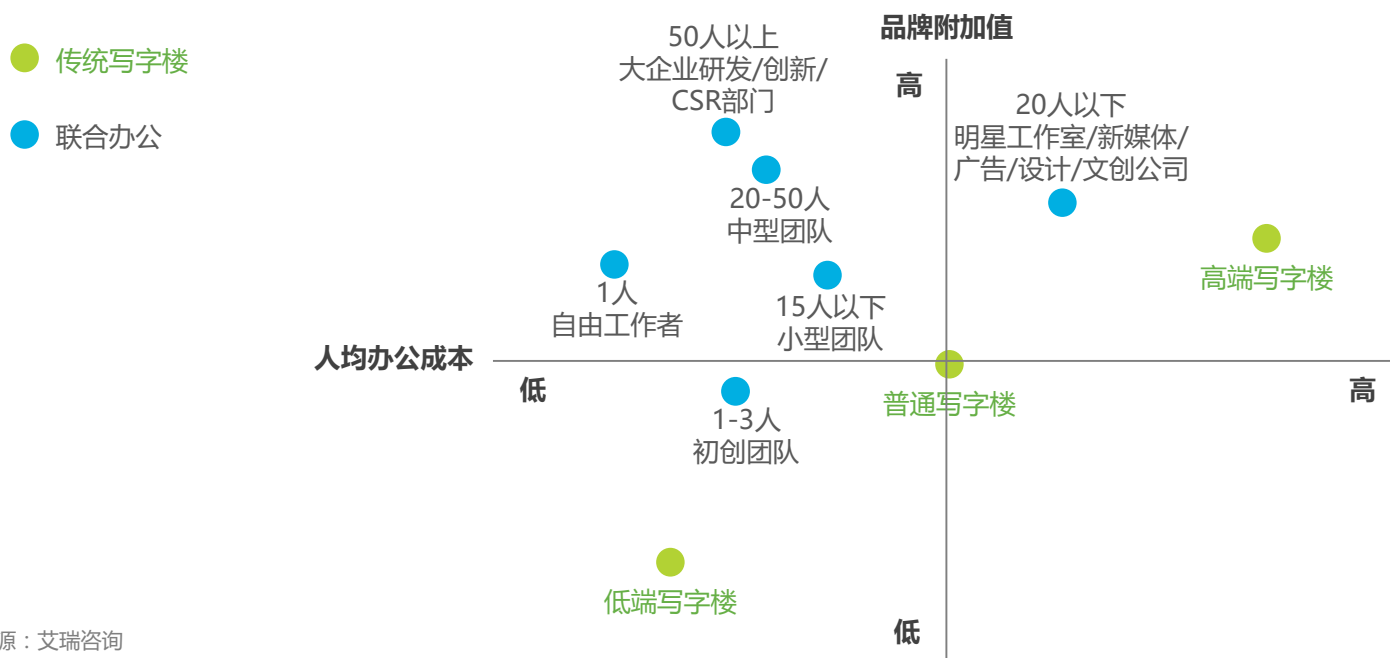 传统写字楼
联合办公
品牌附加值
高
50人以上
大企业研发/创新/
CSR部门
20人以下
明星工作室/新媒体/
广告/设计/文创公司
20-50人
中型团队
高端写字楼
1人
自由工作者
15人以下
小型团队
人均办公成本
低
高
普通写字楼
1-3人
初创团队
低端写字楼
低
源：艾瑞咨询